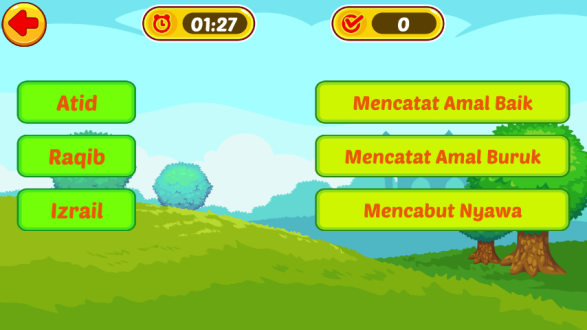 01:27
0
Atid
Mencatat Amal Baik
Raqib
Mencatat Amal Buruk
Izrail
Mencabut Nyawa